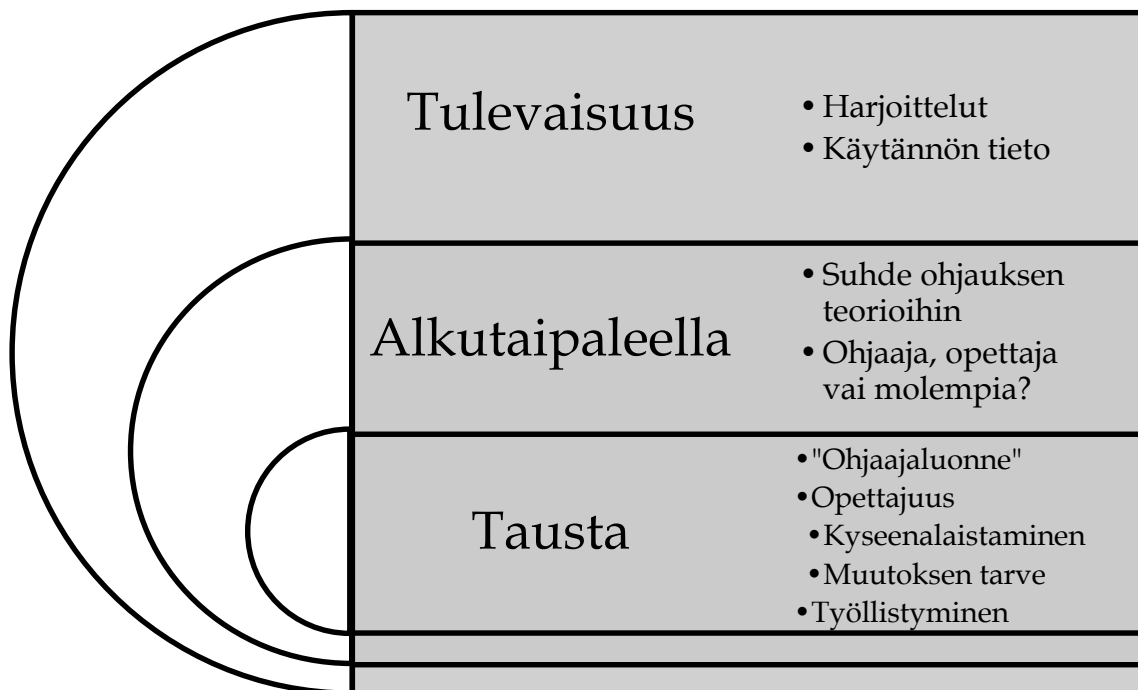 Tulevaisuus
• Harjoittelut
• Käytännön tieto
Alkutaipaleella
• Suhde ohjauksen
teorioihin
• Ohjaaja, opettaja
vai molempia?
Tausta
•"Ohjaajaluonne"
•Opettajuus
•Kyseenalaistaminen
•Muutoksen tarve
•Työllistyminen